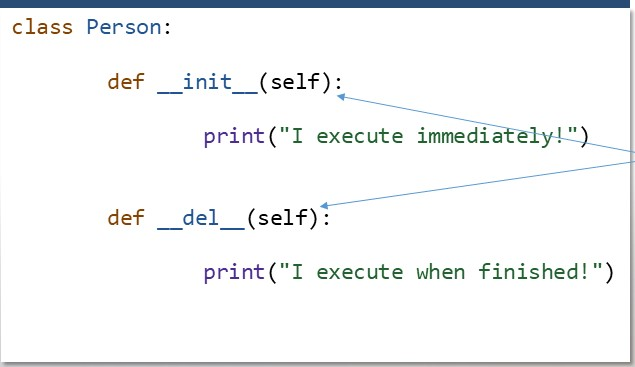 class Person:
def __init__(self):
print("I execute immediately!")
def __del__(self):
print("I execute when finished!")